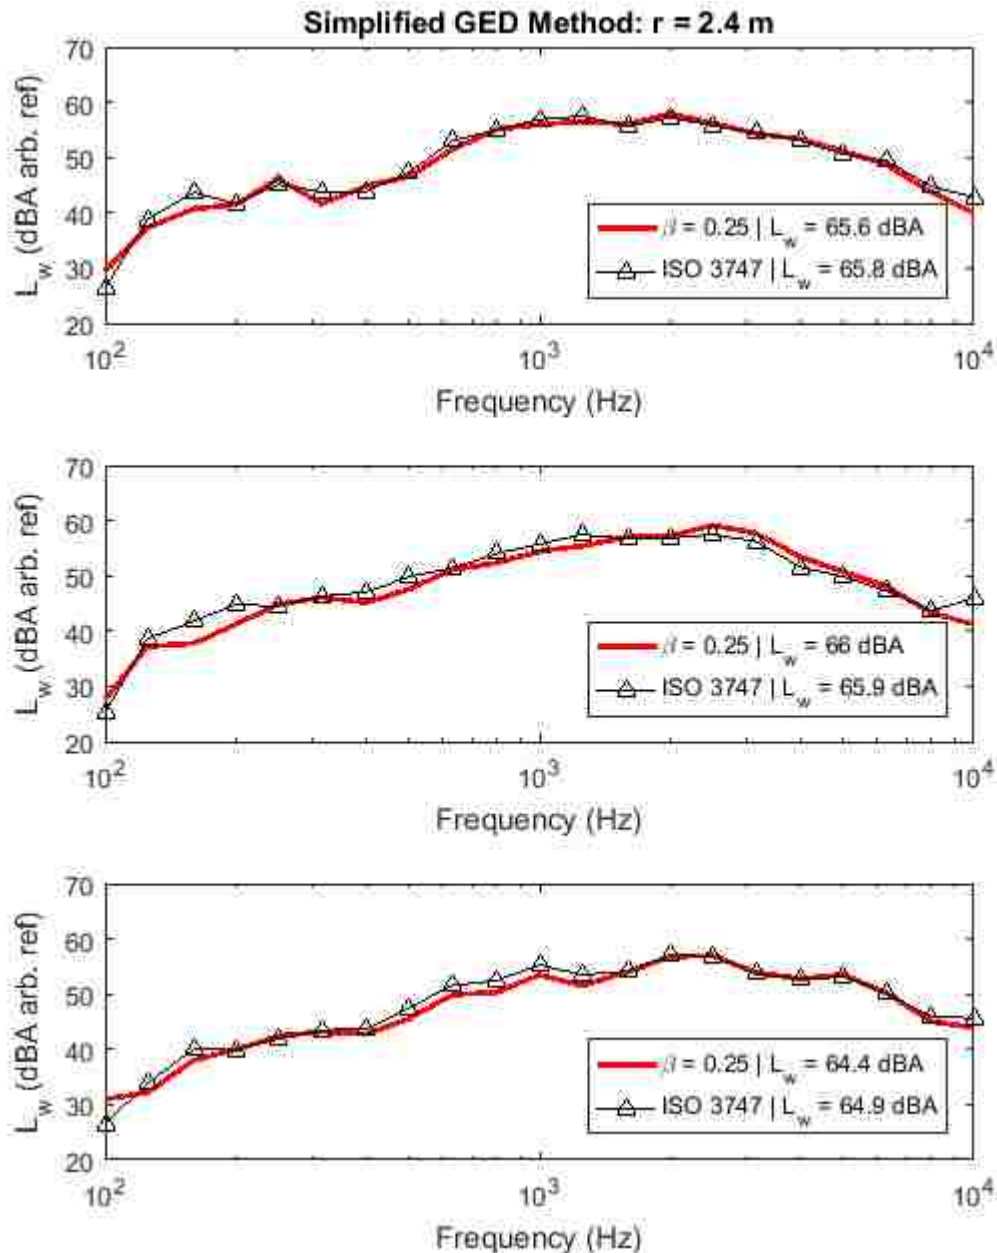 Simplified GED Method: r = 2.4 m
70
60
50
40
30
20
L_w (dBA arb. ref)
β = 0.25 | L_w = 65.6 dBA
ISO 3747 | L_w = 65.8 dBA
10^2
10^3
10^4
Frequency (Hz)
70
60
50
40
30
20
L_w (dBA arb. ref)
β = 0.25 | L_w = 66 dBA
ISO 3747 | L_w = 65.9 dBA
10^2
10^3
10^4
Frequency (Hz)
70
60
50
40
30
20
L_w (dBA arb. ref)
β = 0.25 | L_w = 64.4 dBA
ISO 3747 | L_w = 64.9 dBA
10^2
10^3
10^4
Frequency (Hz)